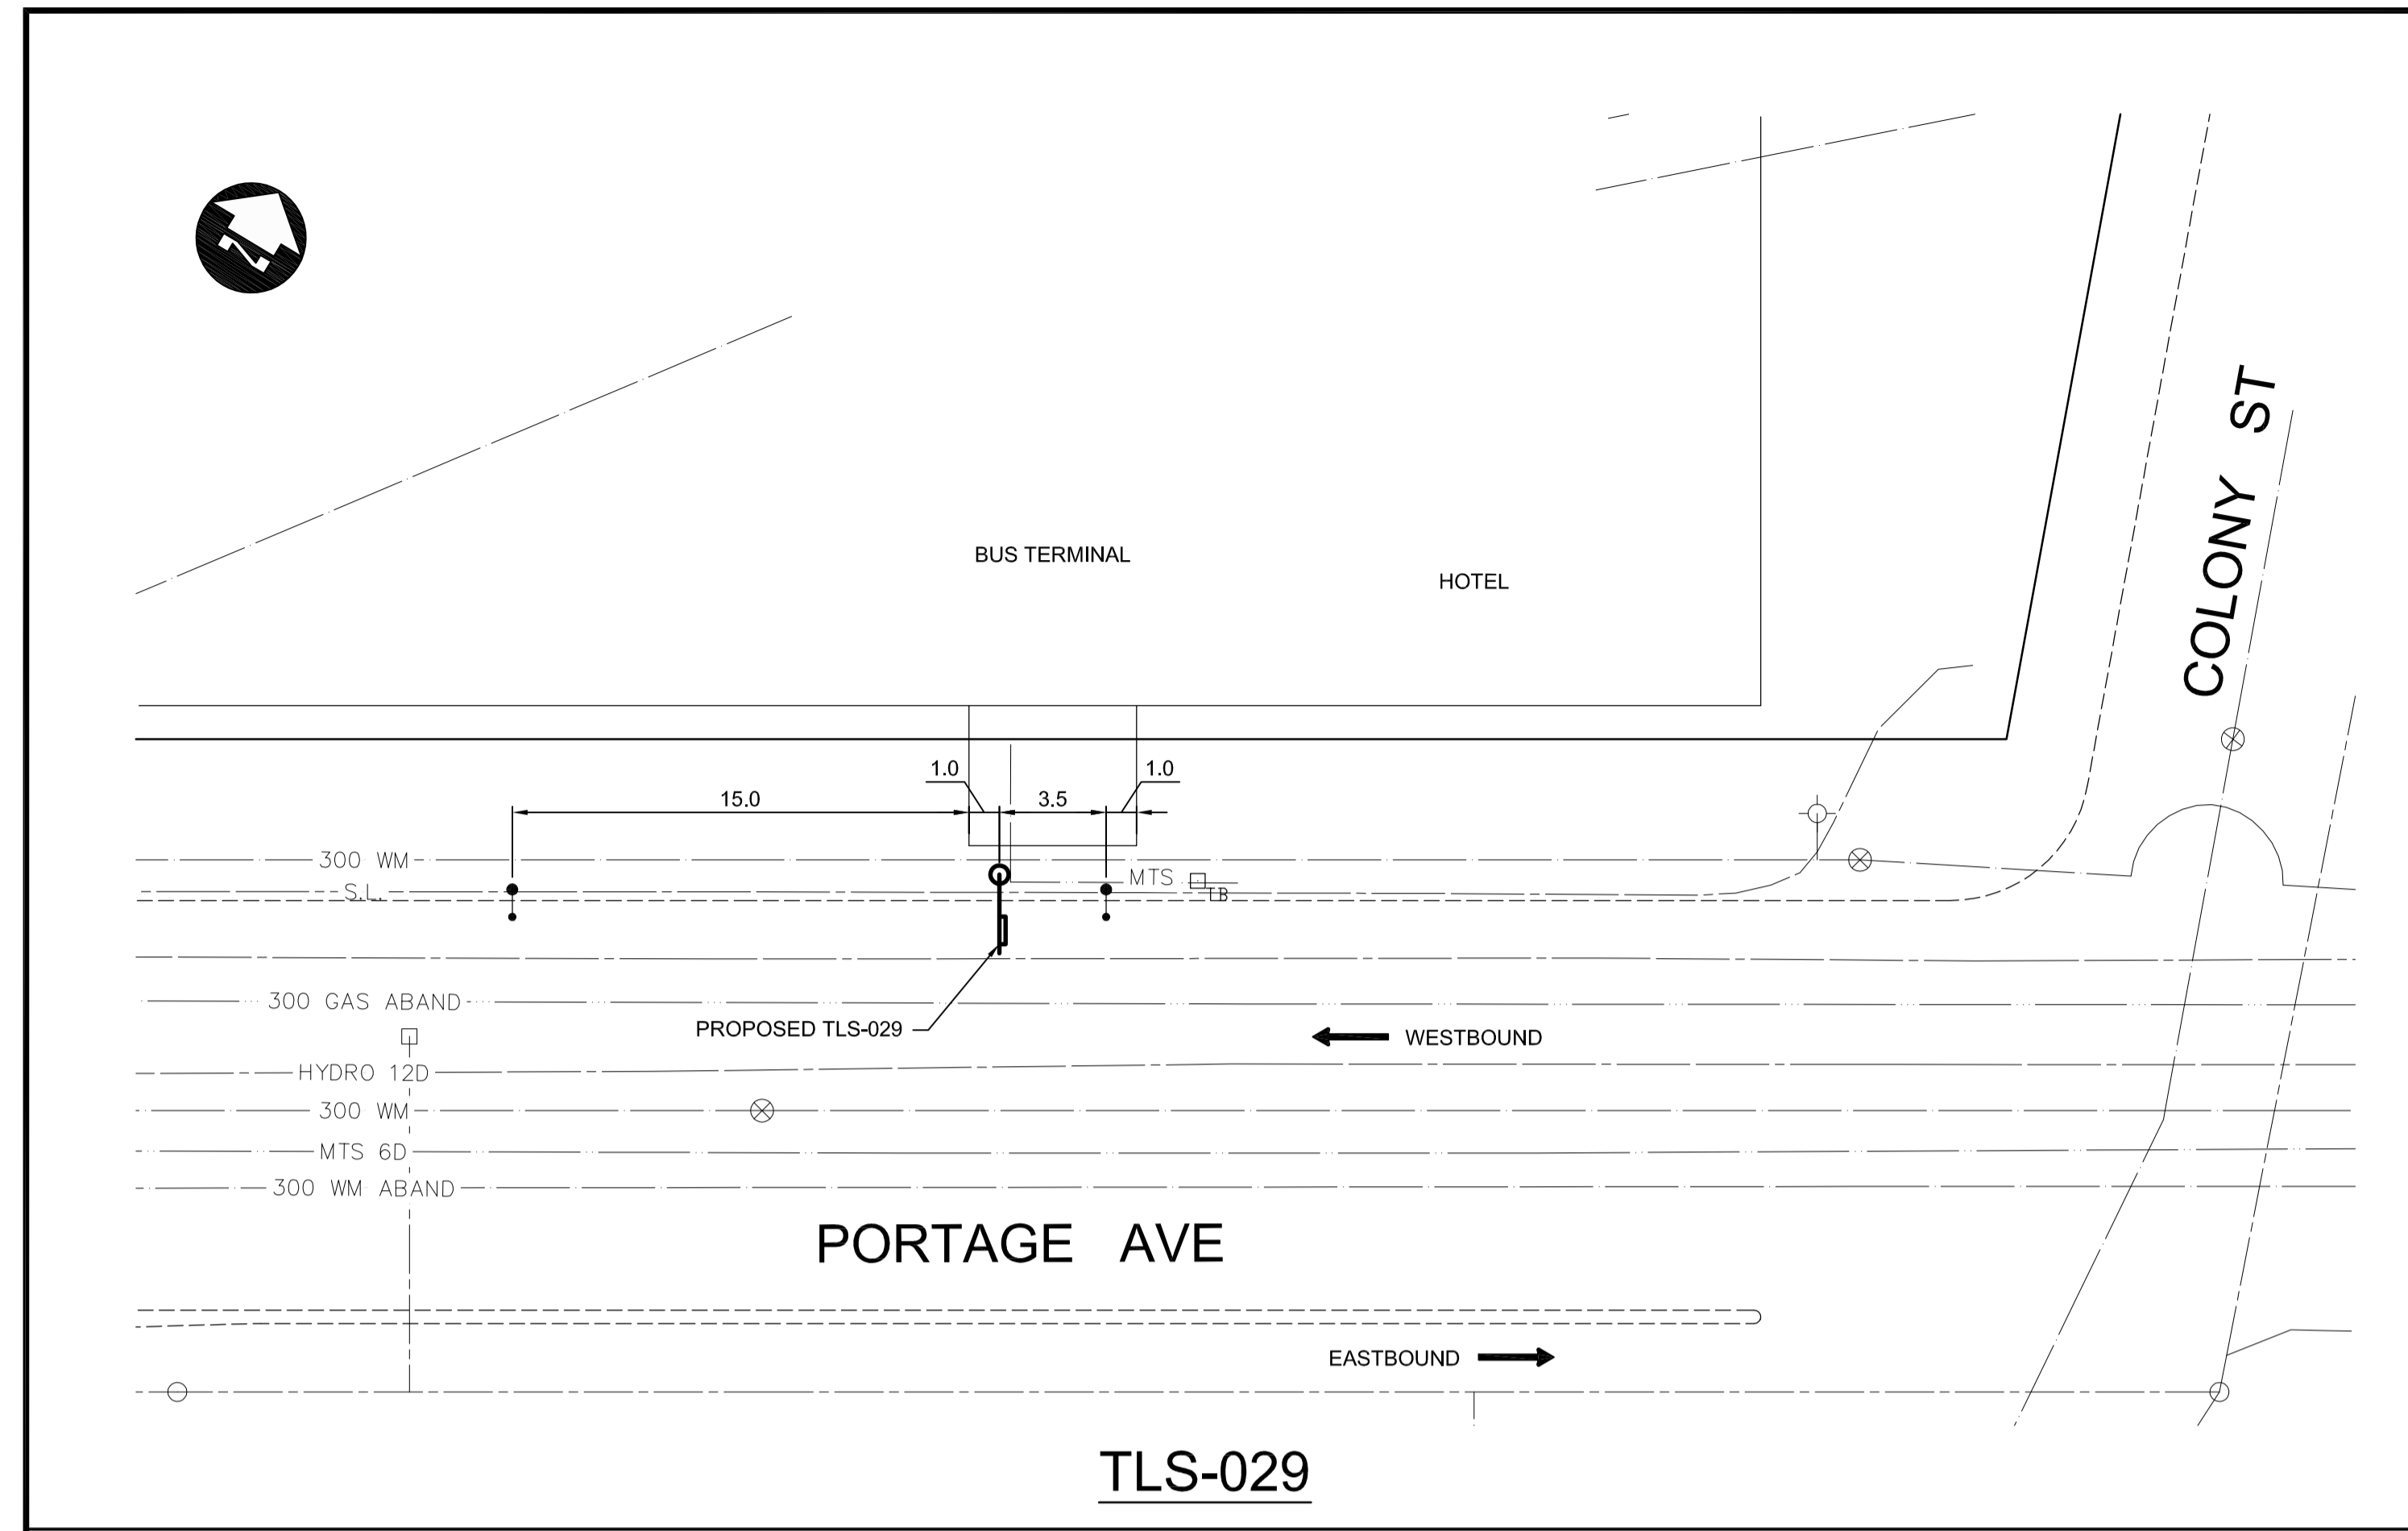 COLONY ST
BUS TERMINAL
HOTEL
1.0
1.0
15.0
3.5
300 WM
MTS
S.L.
TB
300 GAS ABAND
PROPOSED TLS-029
WESTBOUND
HYDRO 12D
300 WM
MTS 6D
300 WM ABAND
PORTAGE AVE
EASTBOUND
TLS-029